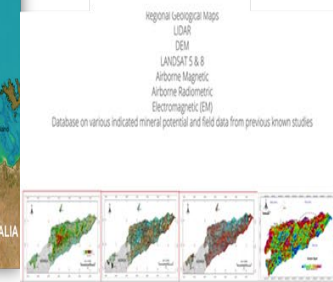 Regional Geological Maps
LIDAR
DEM
LANDSAT 5 & 8
Airborne Magnetic
Airborne Radiometric
Electromagnetic (EM)
Database on various indicated mineral potential and field data from previous known studies
ALIA